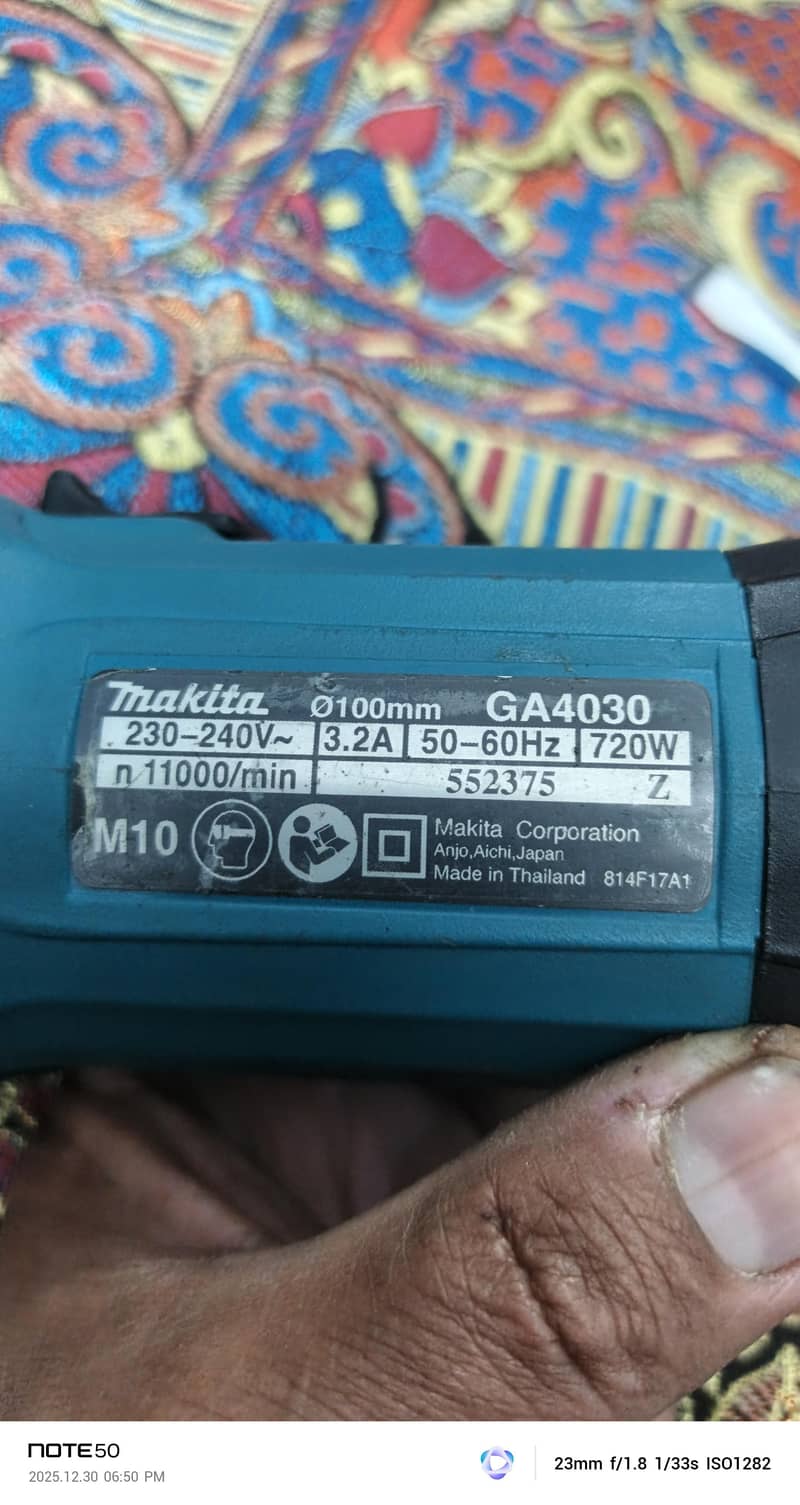 Makita Ø100mm GA4030
230-240V~ 3.2A 50-60Hz 720W
n 11000/min 552375 Z
M10
Makita Corporation
Anjo,Aichi,Japan
Made in Thailand 814F17A1
NOTE50
2025.12.30 06:50 PM
23mm f/1.8 1/33s ISO1282